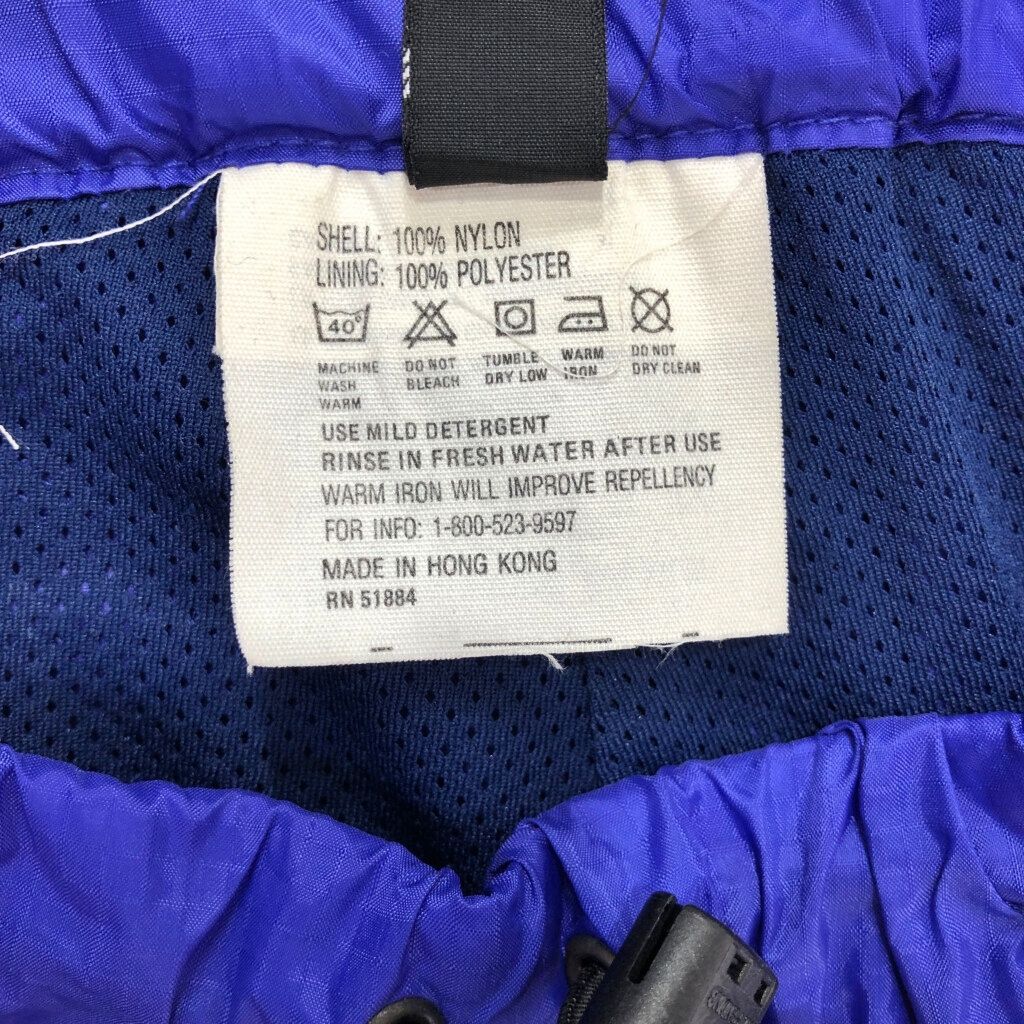 SHELL: 100% NYLON
LINING: 100% POLYESTER
40°
MACHINE WASH WARM
DO NOT BLEACH
TUMBLE DRY LOW
WARM IRON
DO NOT DRY CLEAN
USE MILD DETERGENT
RINSE IN FRESH WATER AFTER USE
WARM IRON WILL IMPROVE REPELLENCY
FOR INFO: 1-800-523-9597
MADE IN HONG KONG
RN 51884